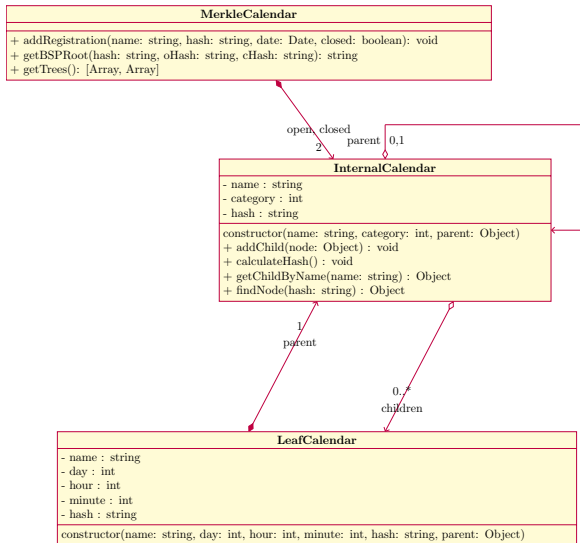 MerkleCalendar
+ addRegistration(name: string, hash: string, date: Date, closed: boolean): void
+ getBSPRoot(hash: string, oHash: string, cHash: string): string
+ getTrees(): [Array, Array]
open, closed
2
parent 0,1
InternalCalendar
- name : string
- category : int
- hash : string
constructor(name: string, category: int, parent: Object)
+ addChild(node: Object) : void
+ calculateHash() : void
+ getChildByName(name: string) : Object
+ findNode(hash: string) : Object
1
parent
0..*
children
LeafCalendar
- name : string
- day : int
- hour : int
- minute : int
- hash : string
constructor(name: string, day: int, hour: int, minute: int, hash: string, parent: Object)